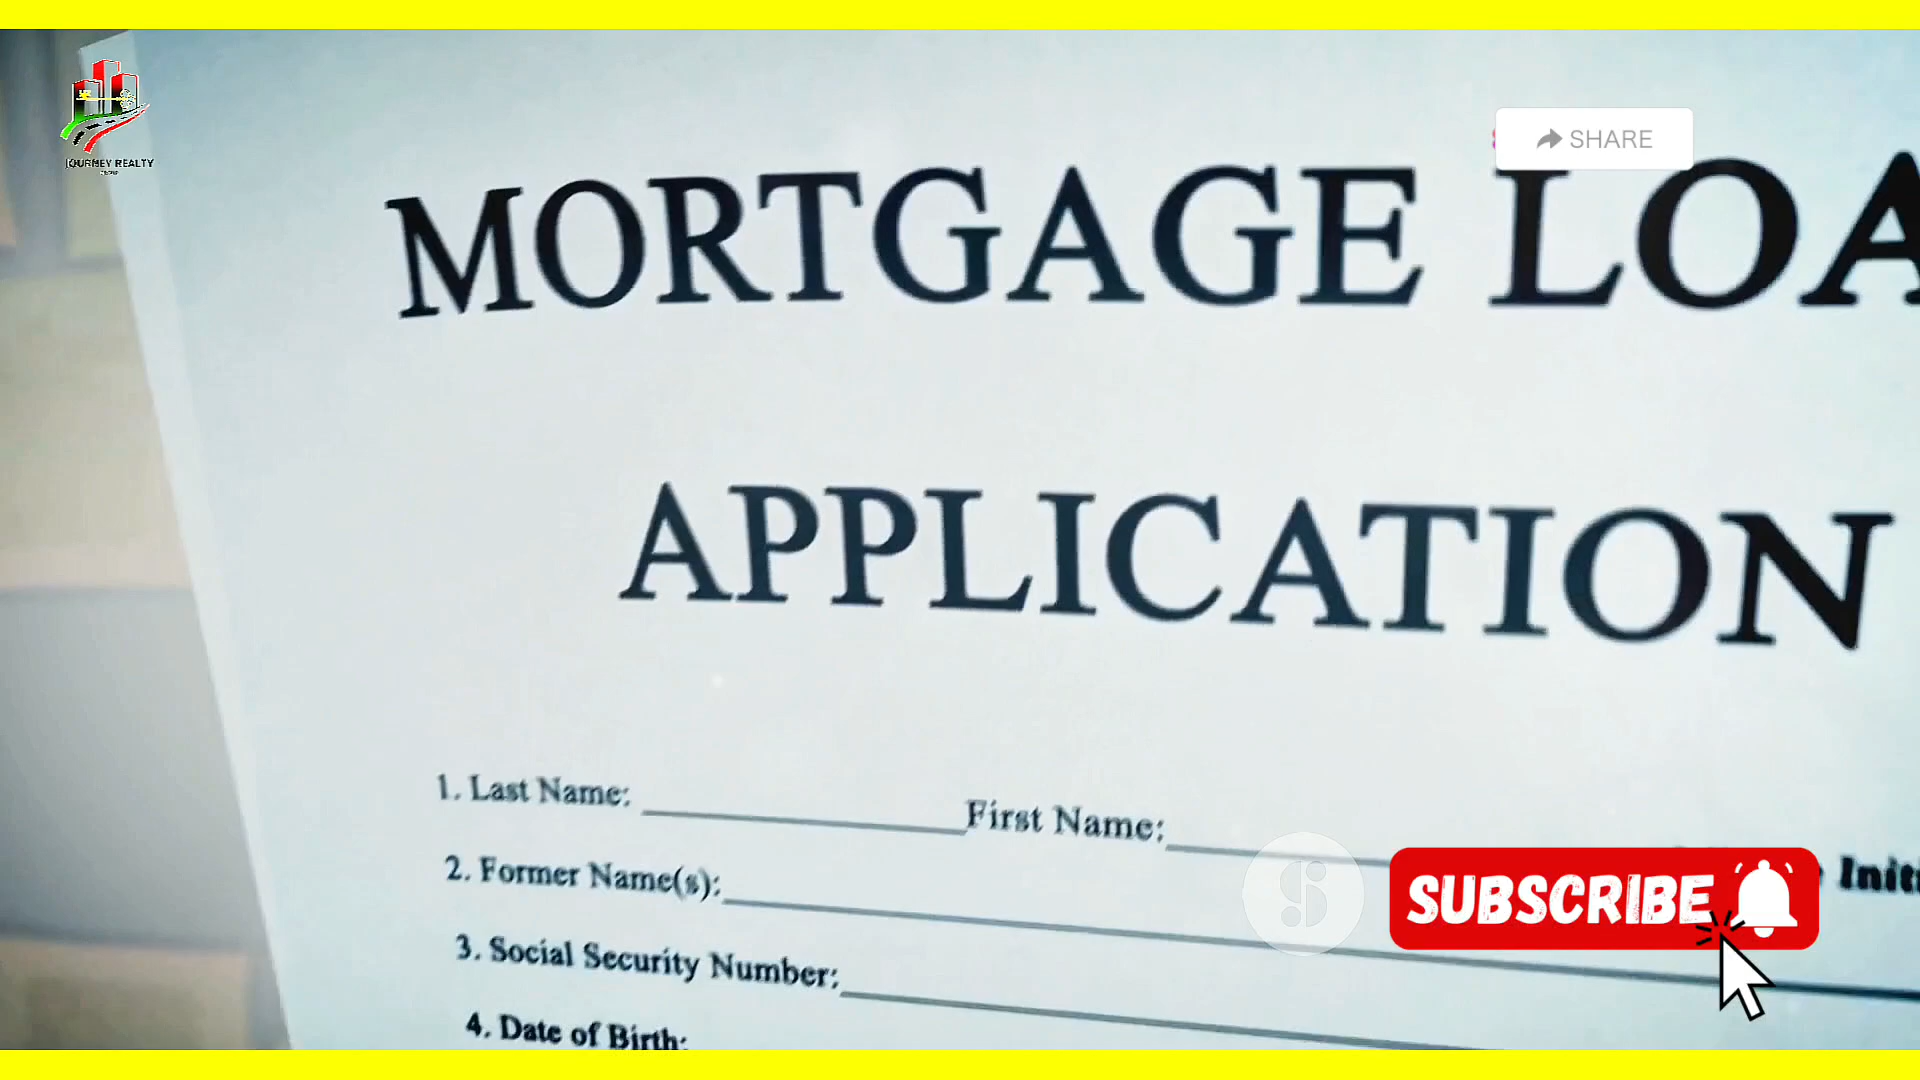 JOURNEY REALTY
SHARE
MORTGAGE LOA
APPLICATION
1. Last Name: First Name: Initi
2. Former Name(s):
SUBSCRIBE
3. Social Security Number:
4. Date of Birth: